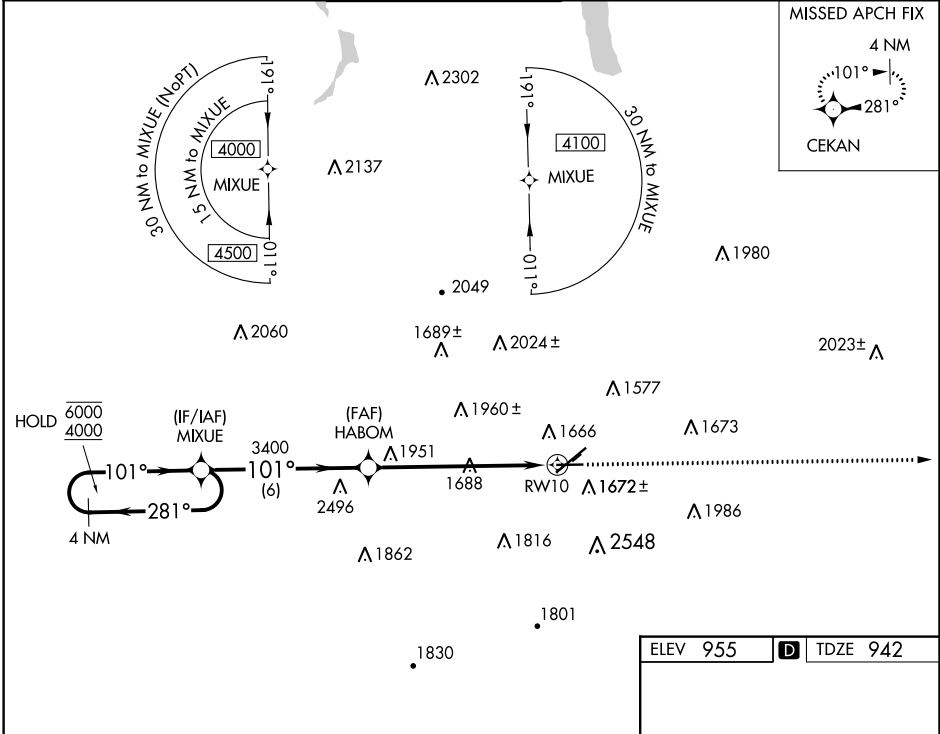 MISSED APCH FIX
4 NM
101°
281°
CEKAN
30 NM to MIXUE (NoPT)
15 NM to MIXUE
191°
4000
MIXUE
4500
011°
191°
4100
MIXUE
30 NM to MIXUE
011°
2302
2137
1980
2049
2060
1689±
2024±
2023±
1577
1960±
1666
1673
HOLD
6000
4000
(IF/IAF)
MIXUE
(FAF)
HABOM
3400
101°
101°
(6)
1951
1688
RW10
1672±
2496
281°
4 NM
1986
1862
1816
2548
1801
1830
ELEV 955
D
TDZE 942